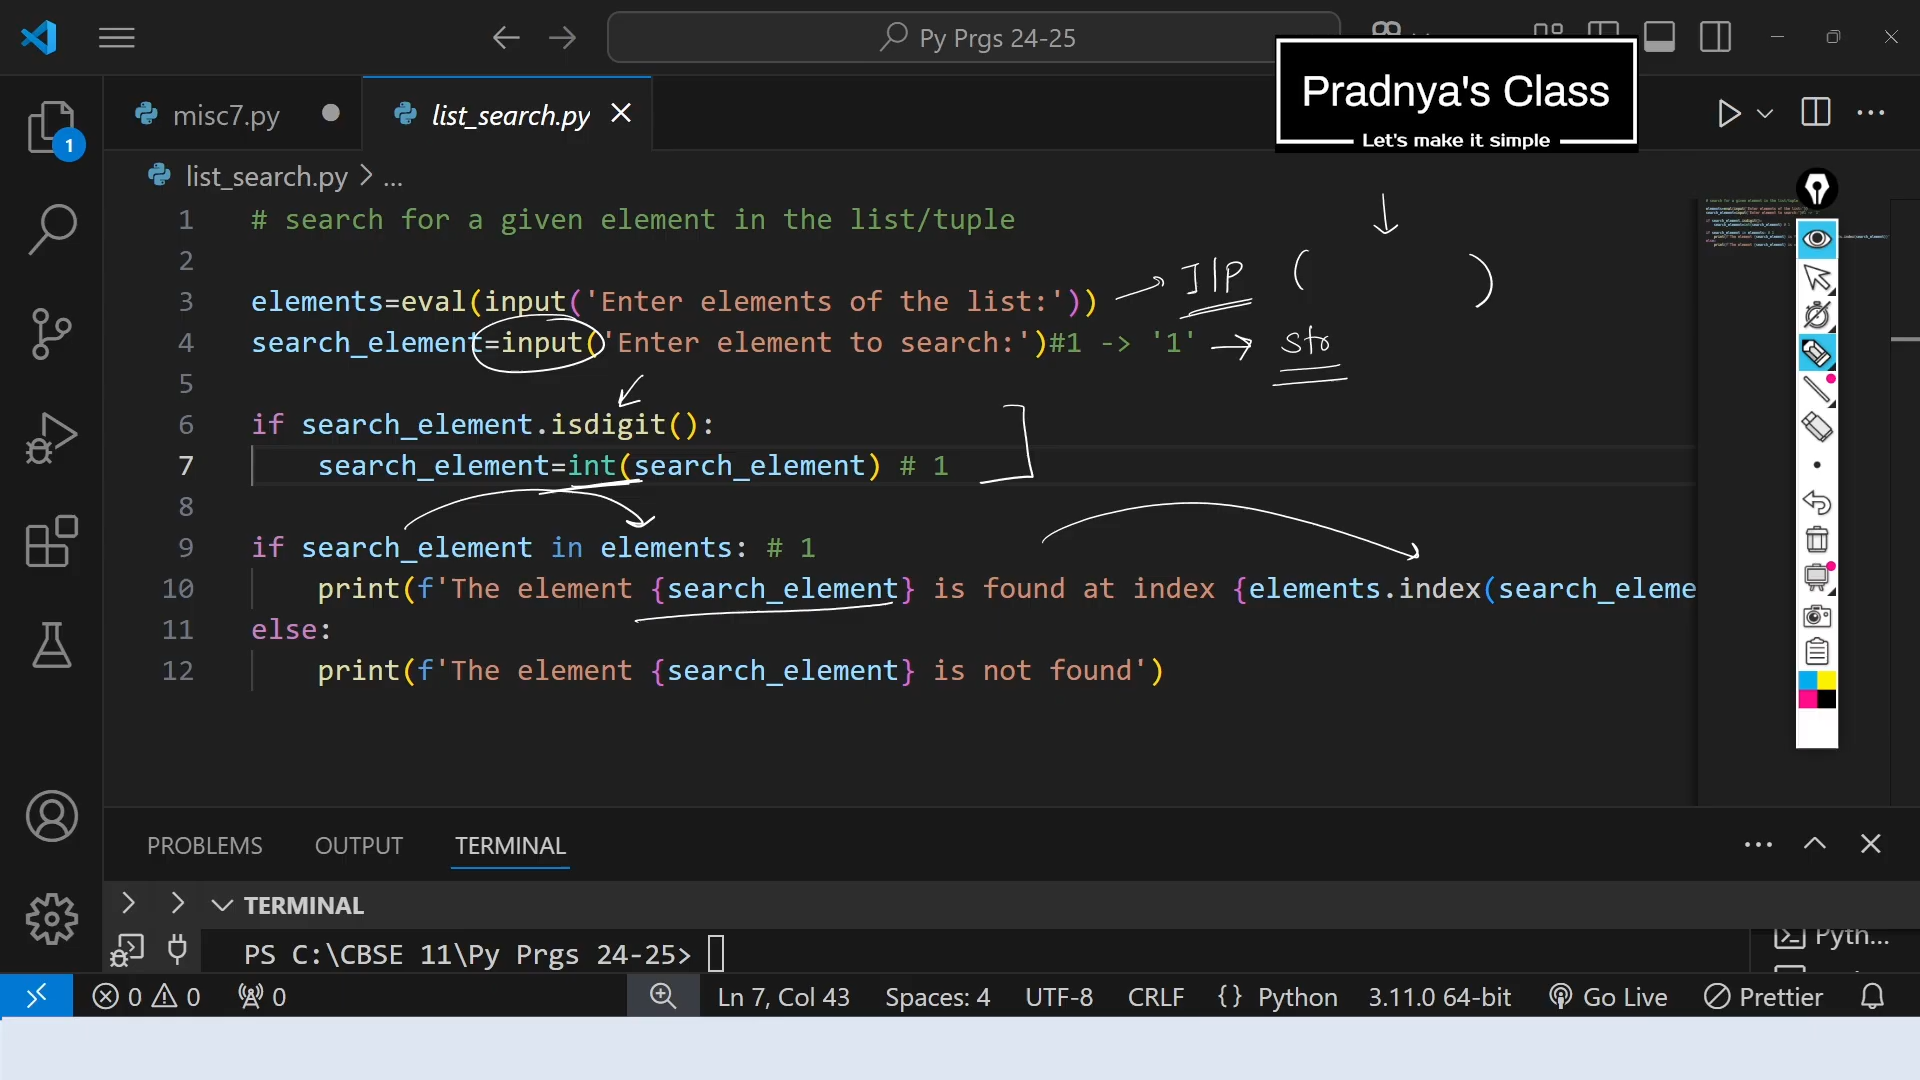 Py Prgs 24-25
Pradnya's Class
Let's make it simple
misc7.py
list_search.py
1
list_search.py > ...
1 # search for a given element in the list/tuple
2
3 elements=eval(input('Enter elements of the list:')) I/P ( )
4 search_element=input('Enter element to search:')#1 -> '1' str
5
6 if search_element.isdigit():
7 search_element=int(search_element) # 1
8
9 if search_element in elements: # 1
10 print(f'The element {search_element} is found at index {elements.index(search_eleme
11 else:
12 print(f'The element {search_element} is not found')
PROBLEMS OUTPUT TERMINAL
TERMINAL
PS C:\CBSE 11\Py Prgs 24-25>
Pyth...
0 0 0 Ln 7, Col 43 Spaces: 4 UTF-8 CRLF {} Python 3.11.0 64-bit Go Live Prettier